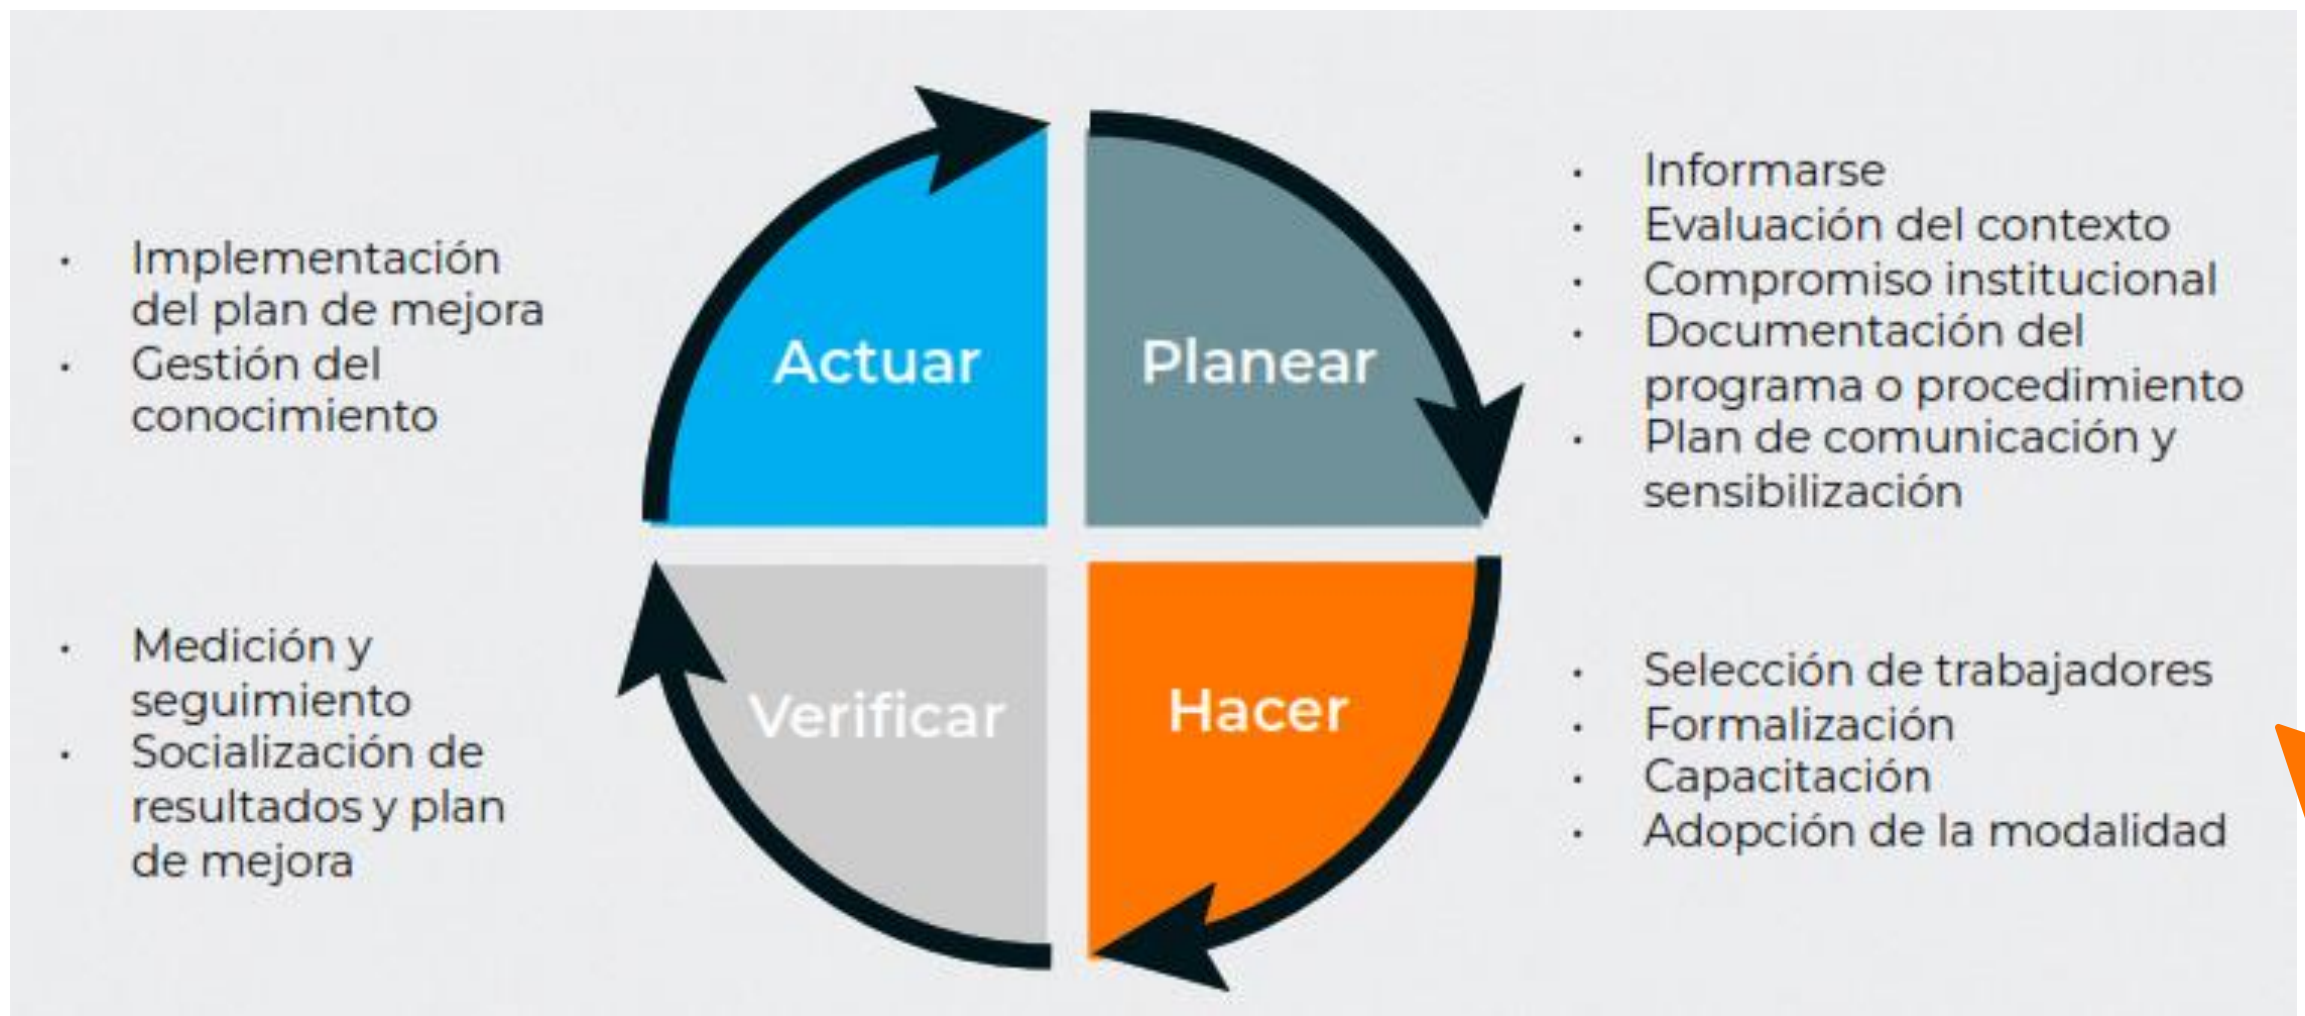 Actuar
Planear
Verificar
Hacer
· Implementación
del plan de mejora
· Gestión del
conocimiento
· Informarse
· Evaluación del contexto
· Compromiso institucional
· Documentación del
programa o procedimiento
· Plan de comunicación y
sensibilización
· Medición y
seguimiento
· Socialización de
resultados y plan
de mejora
· Selección de trabajadores
· Formalización
· Capacitación
· Adopción de la modalidad